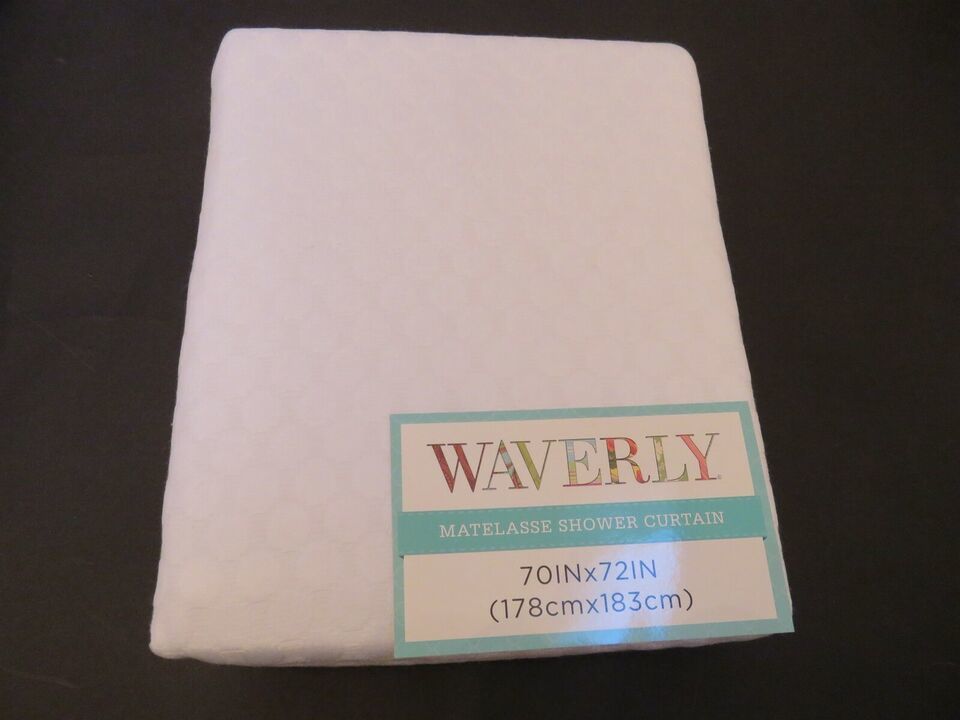 WAVERLY
MATELASSE SHOWER CURTAIN
70INx72IN
(178cmx183cm)